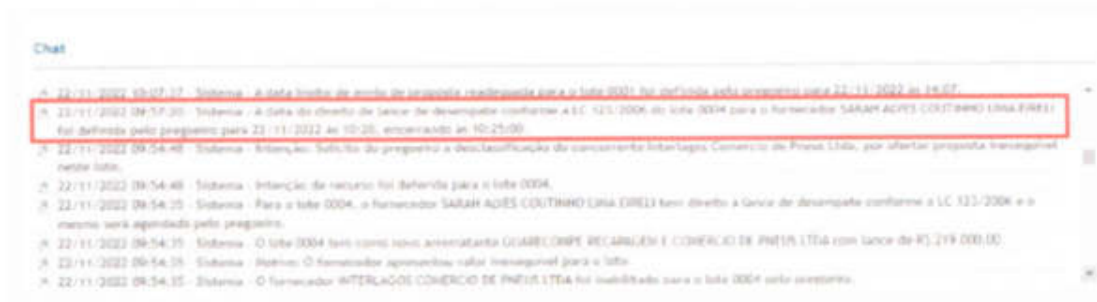 Chat
22/11/2022 10:07:37 - Sistema - A data limite de envio de proposta readequada para o lote 0001 foi definida pelo pregoeiro para 22/11/2022 às 14:07.
22/11/2022 09:57:20 - Sistema - A data do direito de lance de desempate conforme a LC 123/2006 do lote 0004 para o fornecedor SARAH ALVES COUTINHO LIMA EIRELI
foi definida pelo pregoeiro para 22/11/2022 às 10:20, encerrando às 10:25:00.
22/11/2022 09:54:48 - Sistema - Intenção: Solicito do pregoeiro a desclassificação do concorrente Interlagos Comercio de Pneus Ltda, por ofertar proposta inexequivel
neste lote.
22/11/2022 09:54:48 - Sistema - Intenção de recurso foi deferida para o lote 0004.
22/11/2022 09:54:35 - Sistema - Para o lote 0004, o fornecedor SARAH ALVES COUTINHO LIMA EIRELI tem direito a lance de desempate conforme a LC 123/2006 e o
mesmo será agendado pelo pregoeiro.
22/11/2022 09:54:35 - Sistema - O lote 0004 tem como novo arrematante RECAPAGEM E COMERCIO DE PNEUS LTDA com lance de R$ 219.000,00.
22/11/2022 09:54:35 - Sistema - Motivo: O fornecedor apresentou valor inexequivel para o lote.
22/11/2022 09:54:35 - Sistema - O fornecedor INTERLAGOS COMERCIO DE PNEUS LTDA foi inabilitado para o lote 0004 pelo pregoeiro.